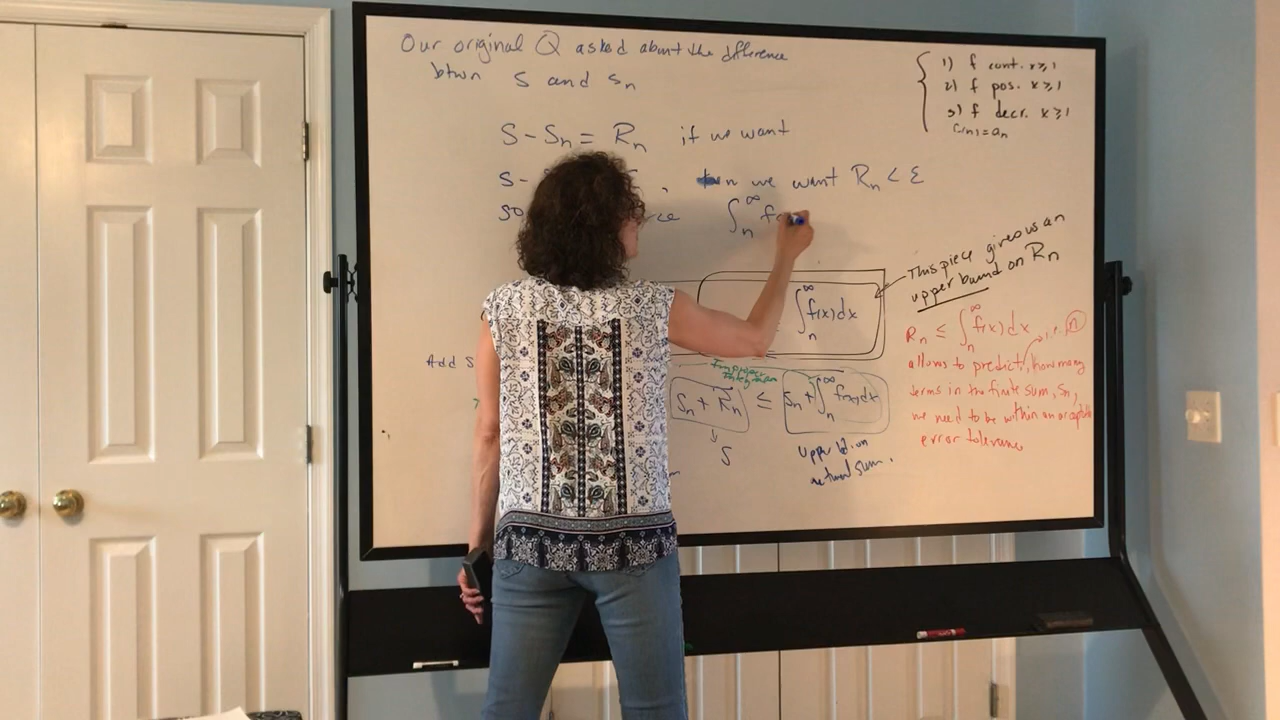 Our original Q asked about the difference
btwn S and Sn
S - Sn = Rn if we want
S-
, then we want Rn < ε
so
∫n^∞ f
1) f cont. x≥1
2) f pos. x≥1
3) f decr. x≥1
f(n)=an
This piece gives us an
upper bound on Rn
∫n^∞ f(x)dx
Rn ≤ ∫n^∞ f(x)dx i.e. n
allows to predict, how many
terms in the finite sum, Sn,
we need to be within an acceptable
error tolerance
Add S
Improper
Integral
Sn + Rn ≤ Sn + ∫n^∞ f(x)dx
S
upper bd on
actual sum.